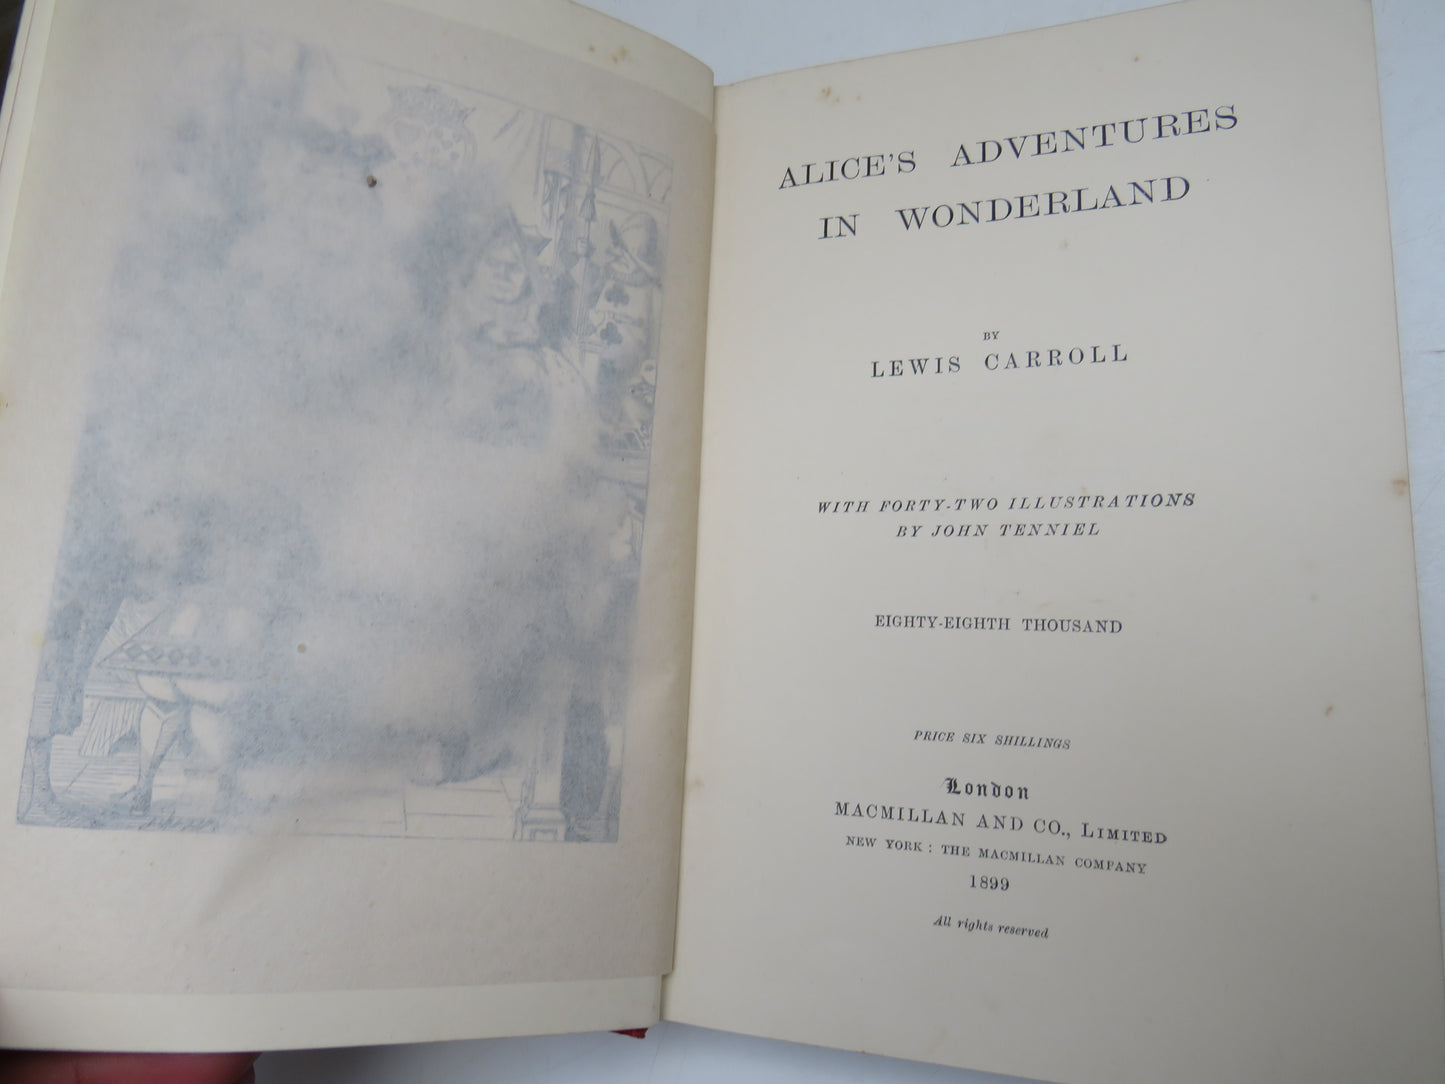 ALICE'S ADVENTURES
IN WONDERLAND
BY
LEWIS CARROLL
WITH FORTY-TWO ILLUSTRATIONS
BY JOHN TENNIEL
EIGHTY-EIGHTH THOUSAND
PRICE SIX SHILLINGS
London
MACMILLAN AND CO., LIMITED
NEW YORK : THE MACMILLAN COMPANY
1899
All rights reserved